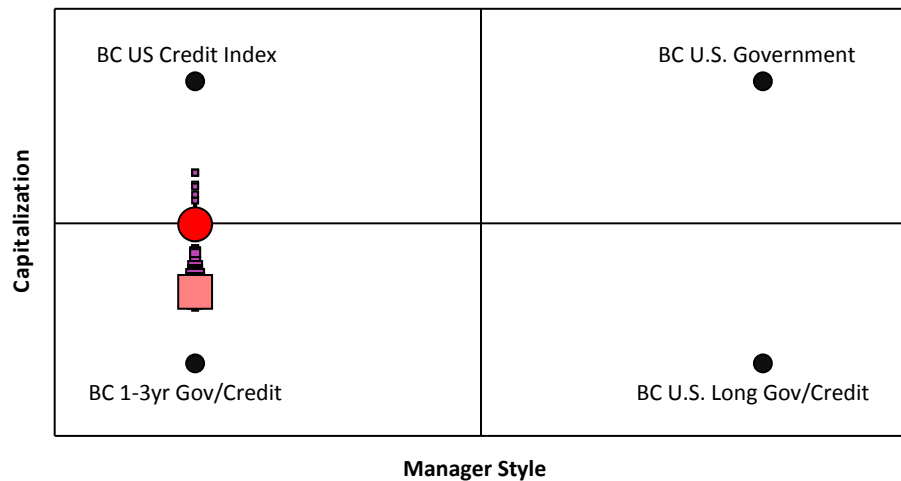 BC US Credit Index
BC U.S. Government
Capitalization
BC 1-3yr Gov/Credit
BC U.S. Long Gov/Credit
Manager Style